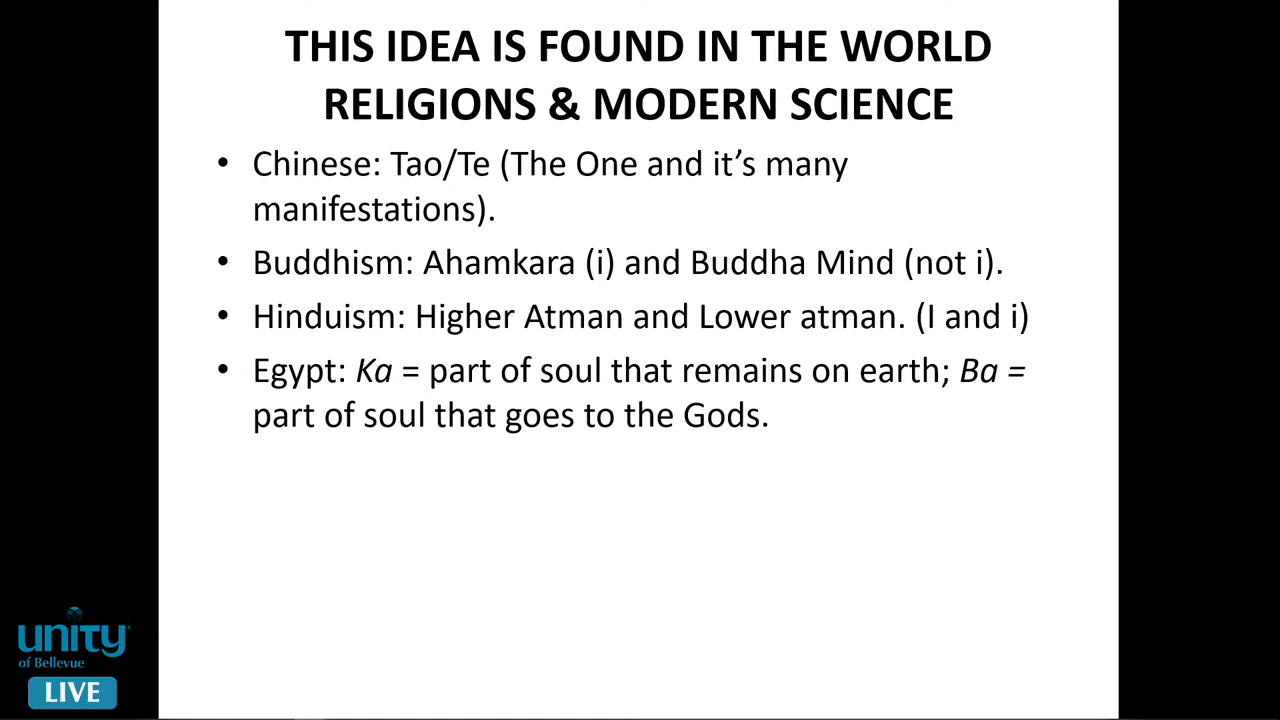 THIS IDEA IS FOUND IN THE WORLD
RELIGIONS & MODERN SCIENCE
• Chinese: Tao/Te (The One and it’s many
manifestations).
• Buddhism: Ahamkara (i) and Buddha Mind (not i).
• Hinduism: Higher Atman and Lower atman. (I and i)
• Egypt: Ka = part of soul that remains on earth; Ba =
part of soul that goes to the Gods.
unity
of Bellevue
LIVE